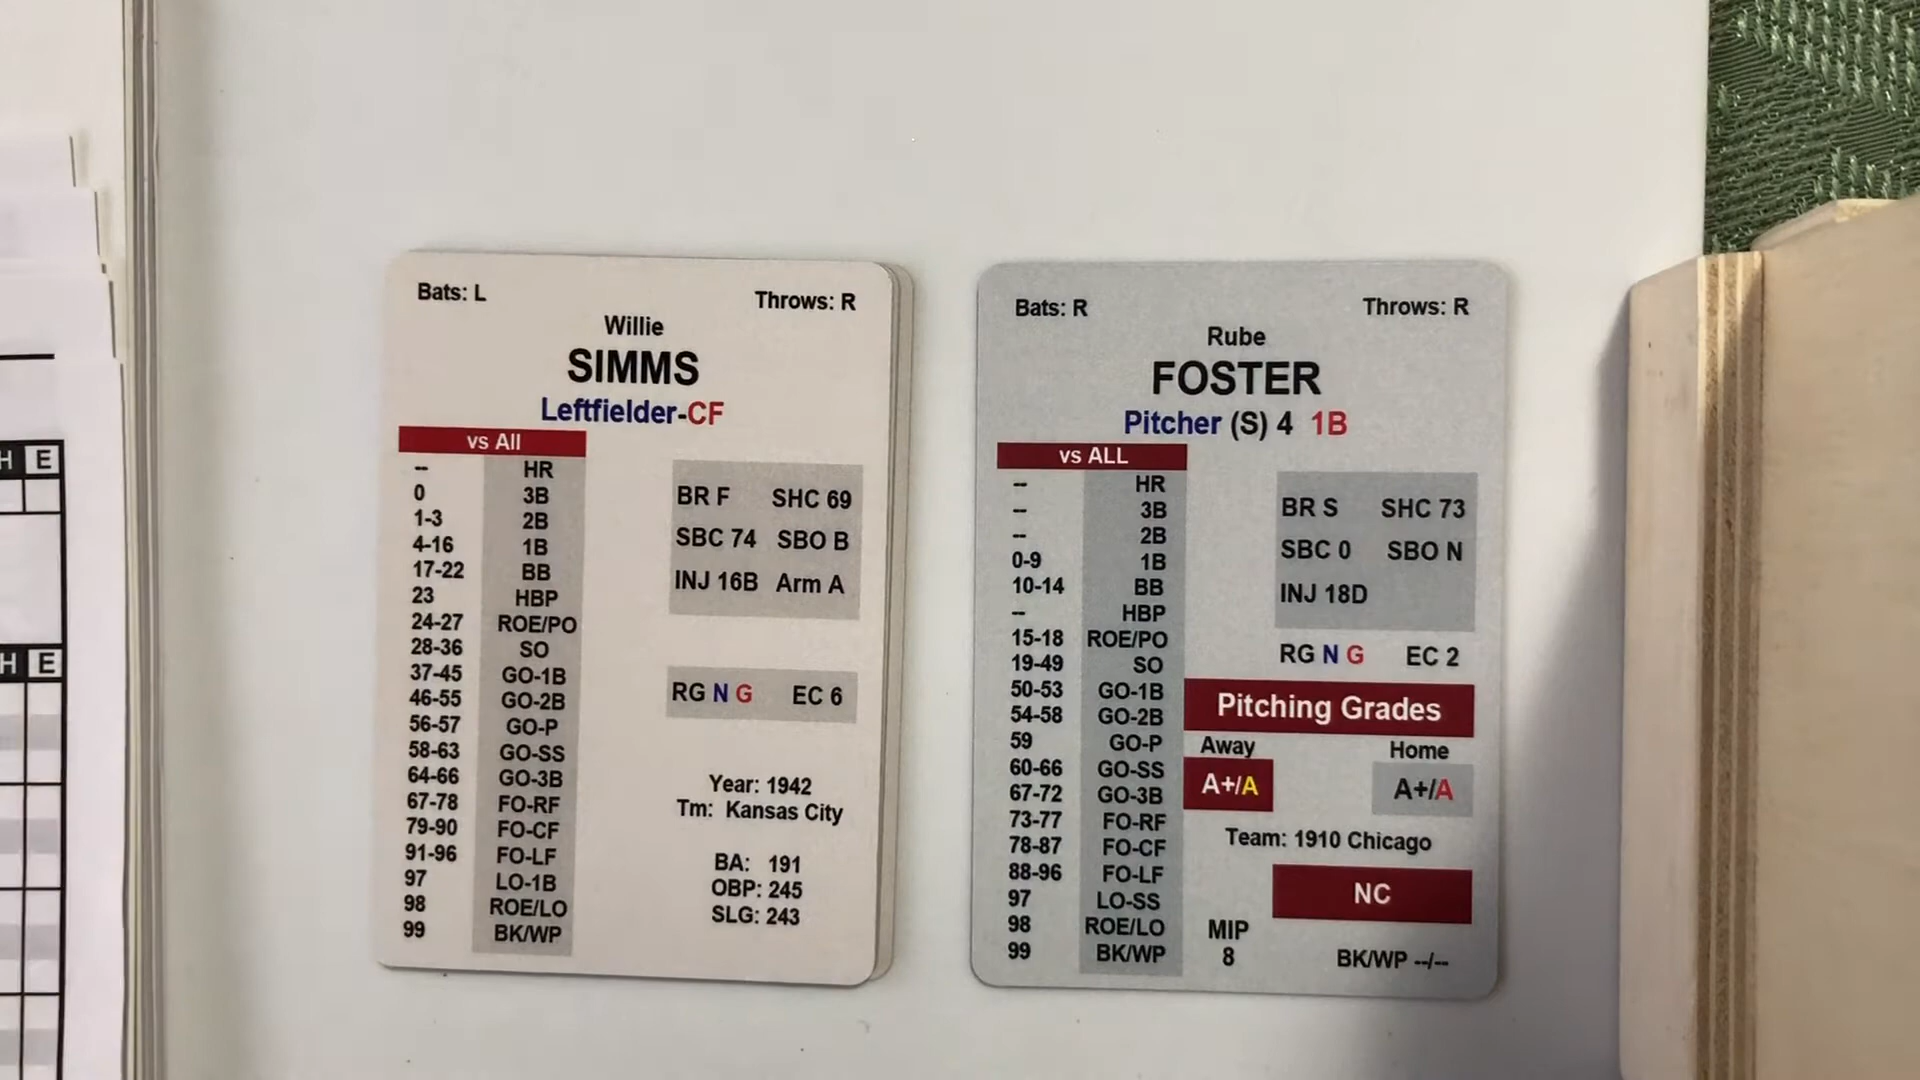 H E
H E
Bats: L Throws: R
Willie
SIMMS
Leftfielder-CF
vs All
-- HR
0 3B
1-3 2B
4-16 1B
17-22 BB
23 HBP
24-27 ROE/PO
28-36 SO
37-45 GO-1B
46-55 GO-2B
56-57 GO-P
58-63 GO-SS
64-66 GO-3B
67-78 FO-RF
79-90 FO-CF
91-96 FO-LF
97 LO-1B
98 ROE/LO
99 BK/WP
BR F SHC 69
SBC 74 SBO B
INJ 16B Arm A
RG N G EC 6
Year: 1942
Tm: Kansas City
BA: 191
OBP: 245
SLG: 243
Bats: R Throws: R
Rube
FOSTER
Pitcher (S) 4 1B
vs ALL
-- HR
-- 3B
-- 2B
0-9 1B
10-14 BB
-- HBP
15-18 ROE/PO
19-49 SO
50-53 GO-1B
54-58 GO-2B
59 GO-P
60-66 GO-SS
67-72 GO-3B
73-77 FO-RF
78-87 FO-CF
88-96 FO-LF
97 LO-SS
98 ROE/LO
99 BK/WP
BR S SHC 73
SBC 0 SBO N
INJ 18D
RG N G EC 2
Pitching Grades
Away Home
A+/A A+/A
Team: 1910 Chicago
NC
MIP
8 BK/WP --/--